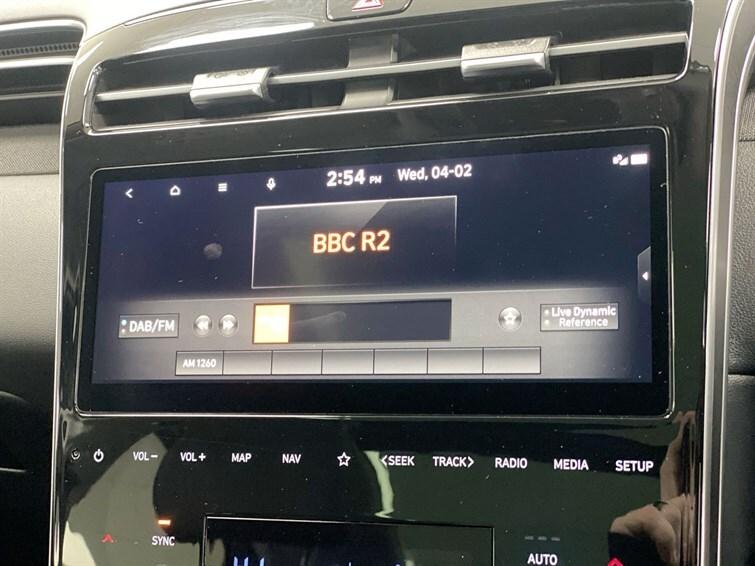 2:54 PM Wed, 04-02
BBC R2
DAB/FM
Live Dynamic
Reference
AM 1260
VOL− VOL+ MAP NAV <SEEK TRACK> RADIO MEDIA SETUP
SYNC
AUTO